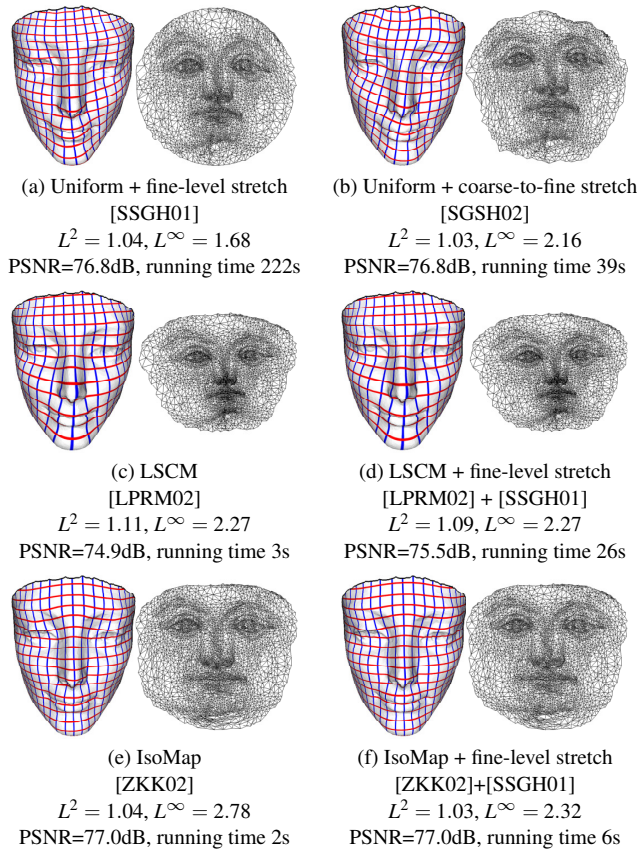 (a) Uniform + fine-level stretch
[SSGH01]
L² = 1.04, L∞ = 1.68
PSNR=76.8dB, running time 222s
(b) Uniform + coarse-to-fine stretch
[SGSH02]
L² = 1.03, L∞ = 2.16
PSNR=76.8dB, running time 39s
(c) LSCM
[LPRM02]
L² = 1.11, L∞ = 2.27
PSNR=74.9dB, running time 3s
(d) LSCM + fine-level stretch
[LPRM02] + [SSGH01]
L² = 1.09, L∞ = 2.27
PSNR=75.5dB, running time 26s
(e) IsoMap
[ZKK02]
L² = 1.04, L∞ = 2.78
PSNR=77.0dB, running time 2s
(f) IsoMap + fine-level stretch
[ZKK02]+[SSGH01]
L² = 1.03, L∞ = 2.32
PSNR=77.0dB, running time 6s